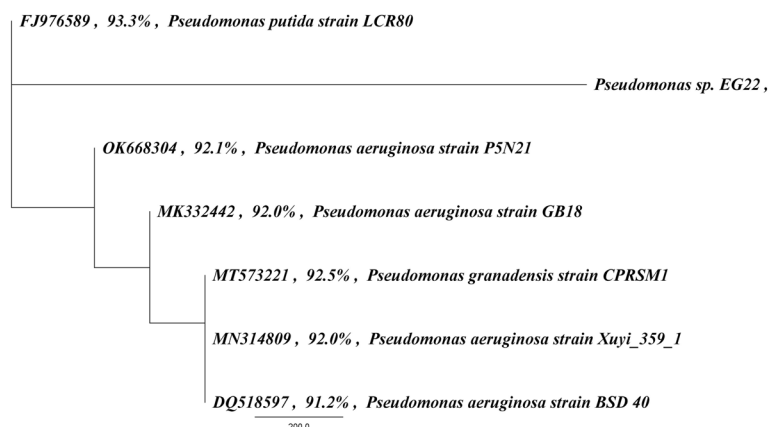 FJ976589 , 93.3% , Pseudomonas putida strain LCR80
Pseudomonas sp. EG22 ,
OK668304 , 92.1% , Pseudomonas aeruginosa strain P5N21
MK332442 , 92.0% , Pseudomonas aeruginosa strain GB18
MT573221 , 92.5% , Pseudomonas granadensis strain CPRSM1
MN314809 , 92.0% , Pseudomonas aeruginosa strain Xuyi_359_1
DQ518597 , 91.2% , Pseudomonas aeruginosa strain BSD 40
200.0